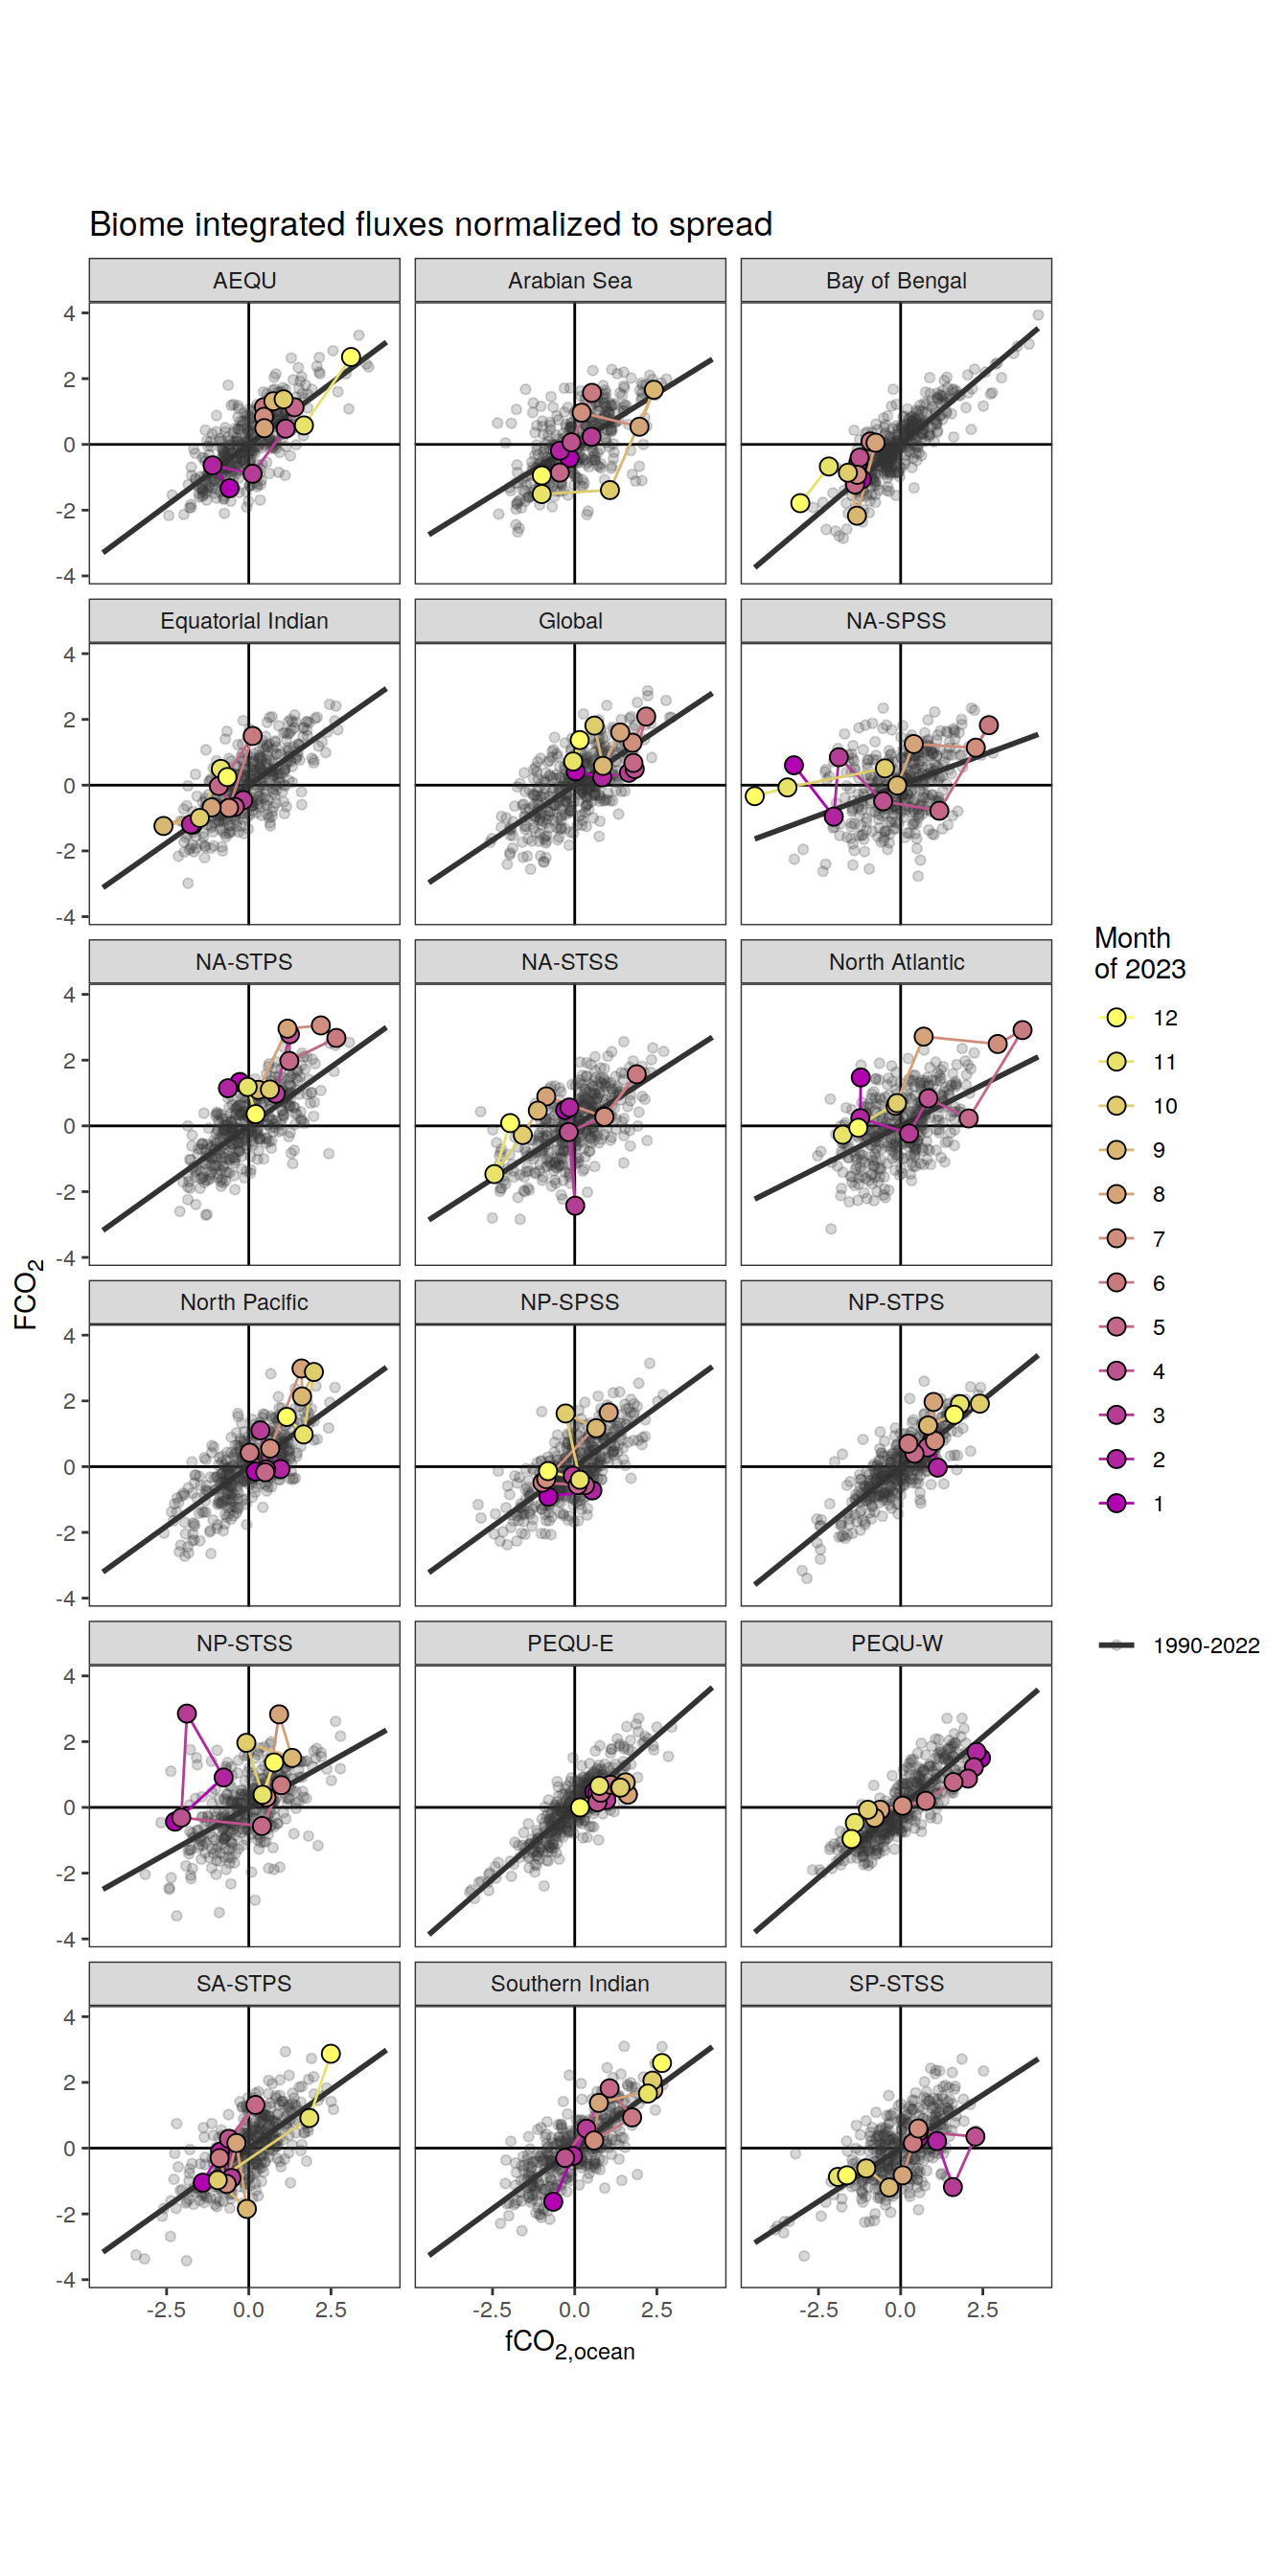 Biome integrated fluxes normalized to spread
AEQU
Arabian Sea
Bay of Bengal
4
2
0
-2
-4
Equatorial Indian
Global
NA-SPSS
4
2
0
-2
-4
NA-STPS
NA-STSS
North Atlantic
4
2
0
-2
-4
North Pacific
NP-SPSS
NP-STPS
4
2
0
-2
-4
NP-STSS
PEQU-E
PEQU-W
4
2
0
-2
-4
SA-STPS
Southern Indian
SP-STSS
4
2
0
-2
-4
-2.5 0.0 2.5
-2.5 0.0 2.5
-2.5 0.0 2.5
fCO2,ocean
FCO2
Month
of 2023
12
11
10
9
8
7
6
5
4
3
2
1
1990-2022